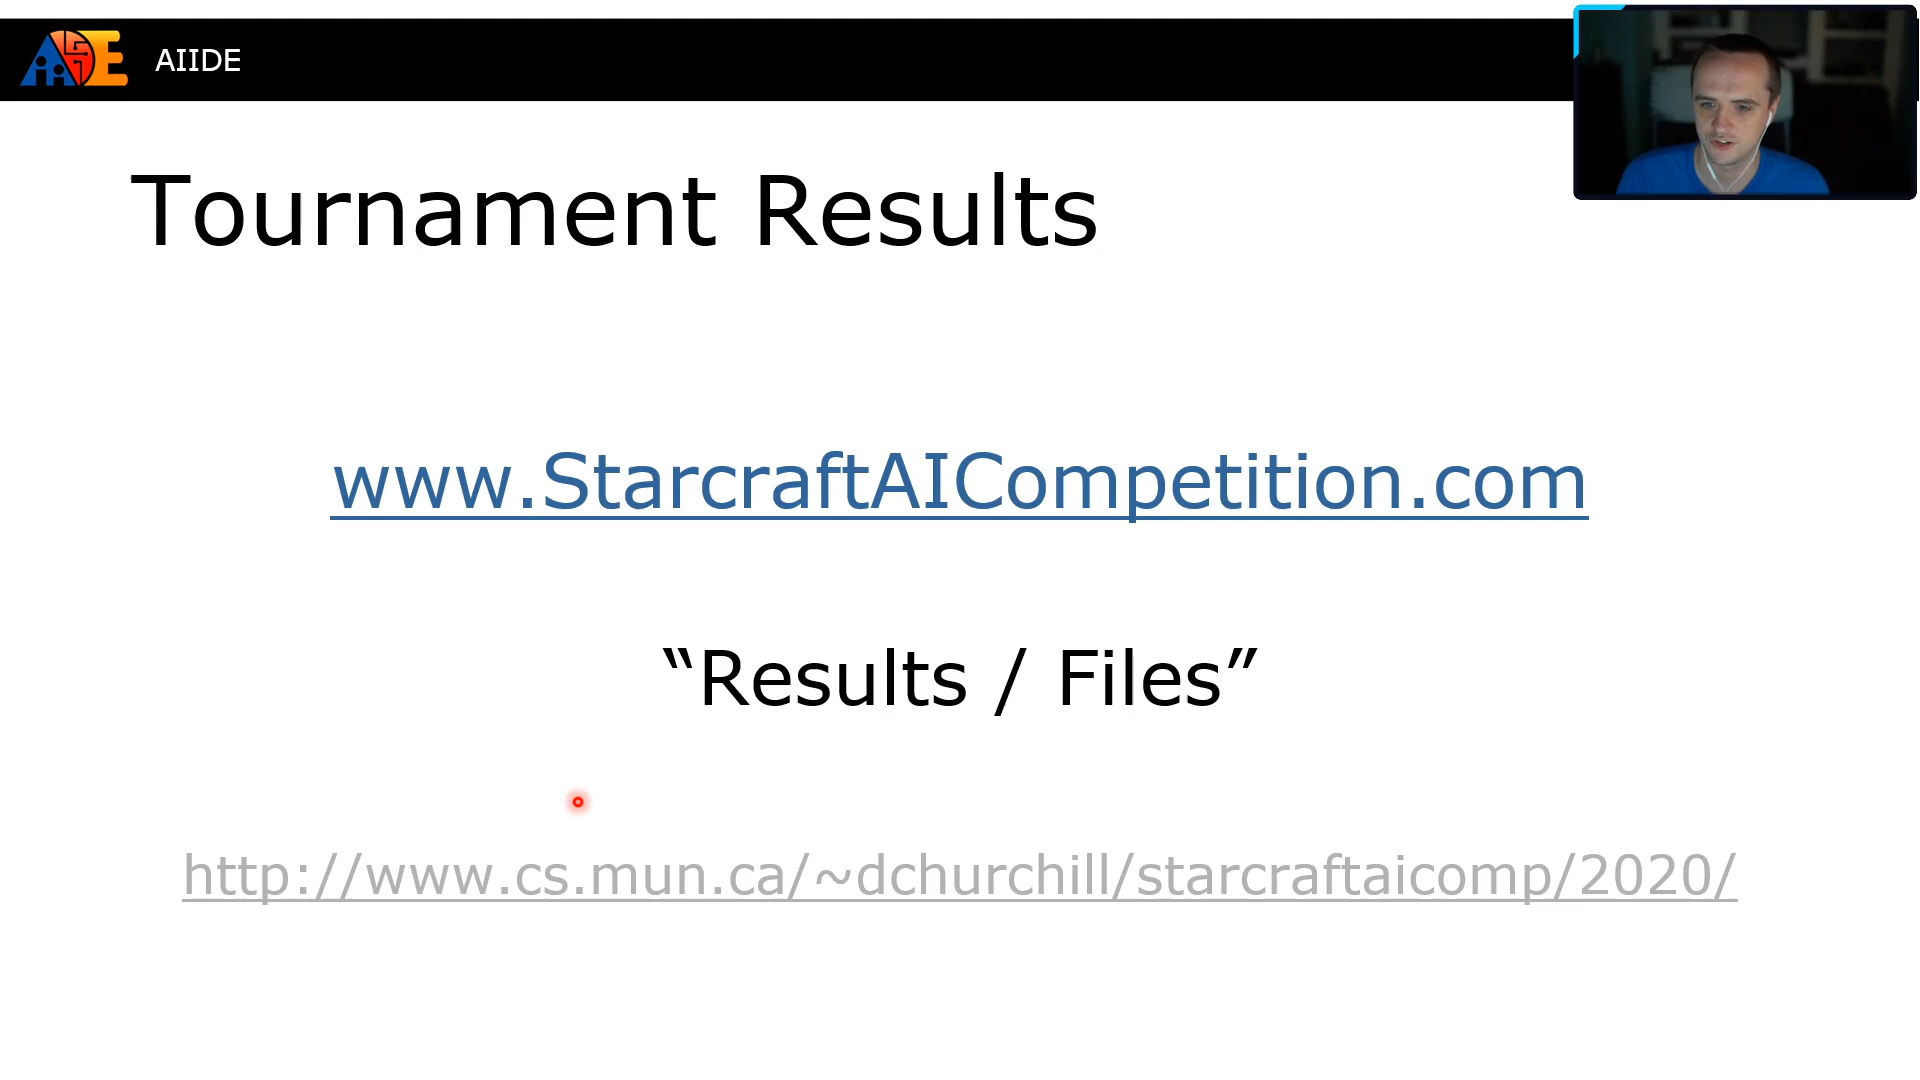 AIIDE
Tournament Results
www.StarcraftAICompetition.com
“Results / Files”
http://www.cs.mun.ca/~dchurchill/starcraftaicomp/2020/